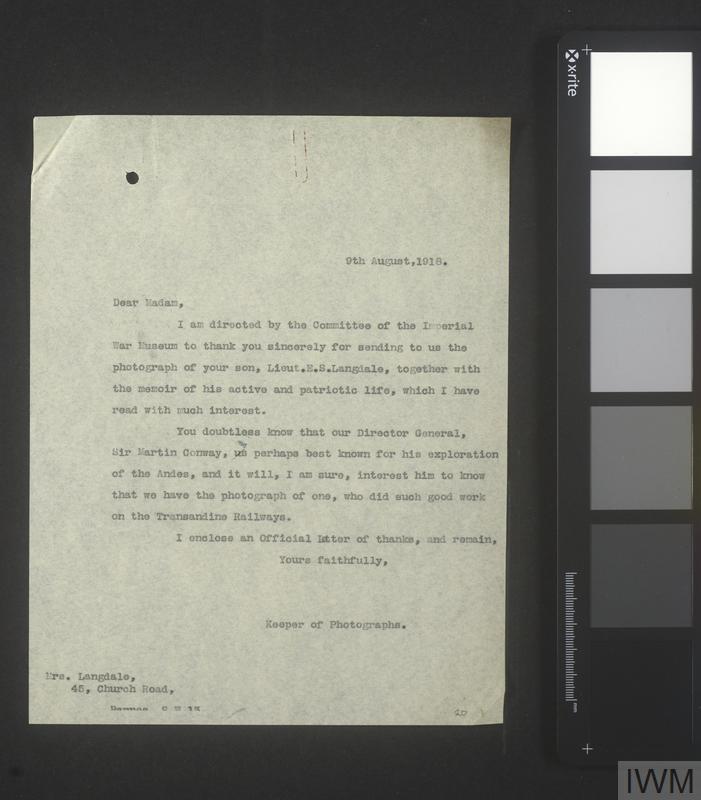 9th August,1918.
Dear Madam,
I am directed by the Committee of the Imperial
War Museum to thank you sincerely for sending to us the
photograph of your son, Lieut.E.S.Langdale, together with
the memoir of his active and patriotic life, which I have
read with much interest.
You doubtless know that our Director General,
Sir Martin Conway, is perhaps best known for his exploration
of the Andes, and it will, I am sure, interest him to know
that we have the photograph of one, who did such good work
on the Transandine Railways.
I enclose an Official Letter of thanks, and remain,
Yours faithfully,
Keeper of Photographs.
Mrs. Langdale,
45, Church Road,
Barnes
20
x·rite
mm
IWM